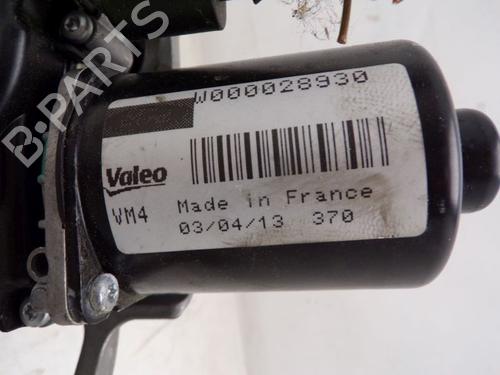 W000028930
Valeo
VM4 Made in France
03/04/13 370
B-PARTS